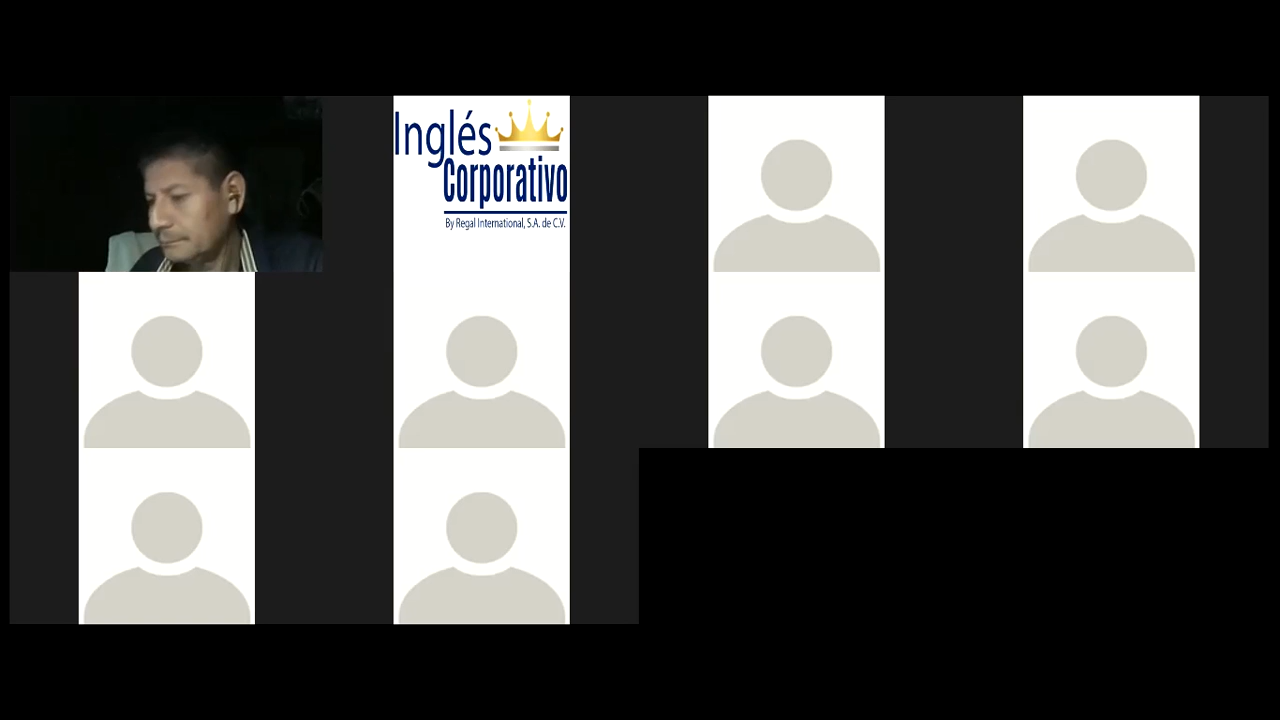 Inglés
Corporativo
By Regal International, S.A. de C.V.